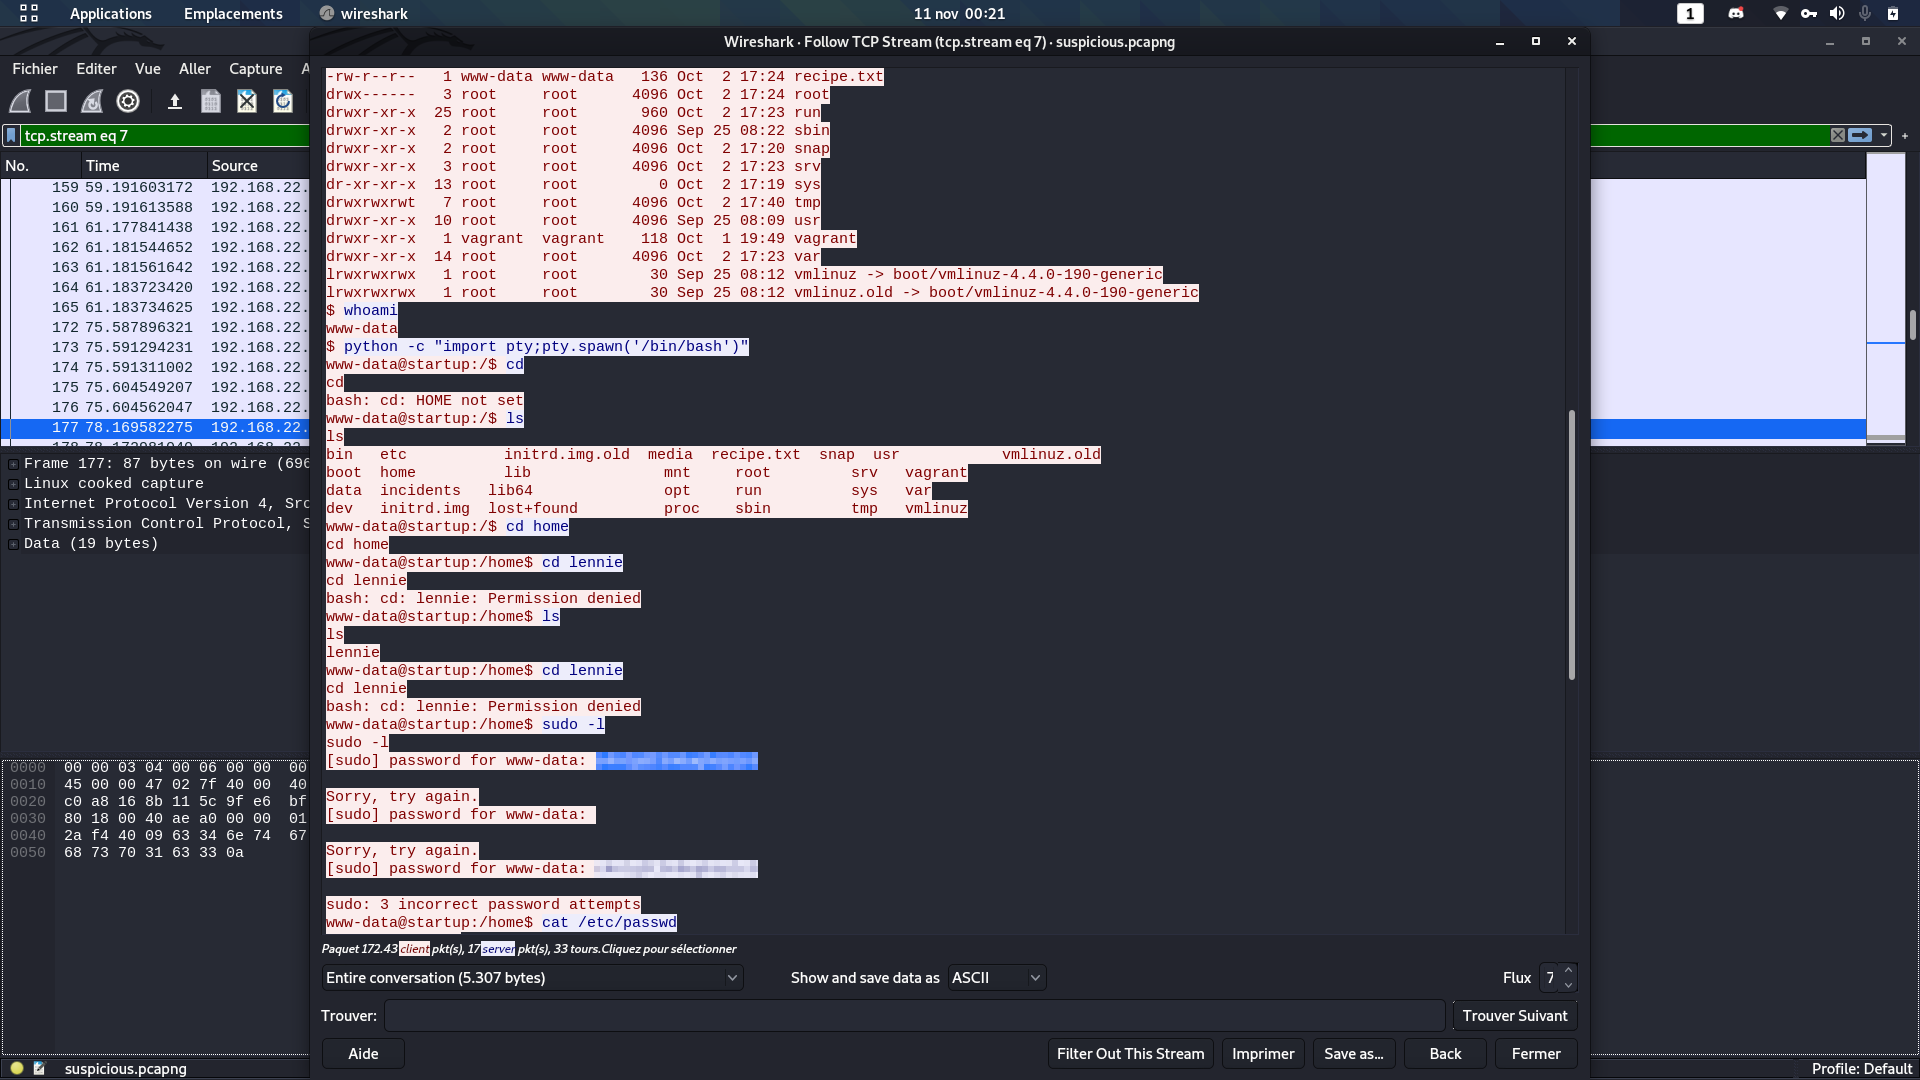 Applications Emplacements wireshark 11 nov 00:21 1
Wireshark · Follow TCP Stream (tcp.stream eq 7) · suspicious.pcapng
Fichier Editer Vue Aller Capture A
tcp.stream eq 7
No. Time Source
159 59.191603172 192.168.22.
160 59.191613588 192.168.22.
161 61.177841438 192.168.22.
162 61.181544652 192.168.22.
163 61.181561642 192.168.22.
164 61.183723420 192.168.22.
165 61.183734625 192.168.22.
172 75.587896321 192.168.22.
173 75.591294231 192.168.22.
174 75.591311002 192.168.22.
175 75.604549207 192.168.22.
176 75.604562047 192.168.22.
177 78.169582275 192.168.22.
Frame 177: 87 bytes on wire (696
Linux cooked capture
Internet Protocol Version 4, Src
Transmission Control Protocol, S
Data (19 bytes)
0000 00 00 03 04 00 06 00 00 00
0010 45 00 00 47 02 7f 40 00 40
0020 c0 a8 16 8b 11 5c 9f e6 bf
0030 80 18 00 40 ae a0 00 00 01
0040 2a f4 40 09 63 34 6e 74 67
0050 68 73 70 31 63 33 0a
-rw-r--r-- 1 www-data www-data 136 Oct 2 17:24 recipe.txt
drwx------ 3 root root 4096 Oct 2 17:24 root
drwxr-xr-x 25 root root 960 Oct 2 17:23 run
drwxr-xr-x 2 root root 4096 Sep 25 08:22 sbin
drwxr-xr-x 2 root root 4096 Oct 2 17:20 snap
drwxr-xr-x 3 root root 4096 Oct 2 17:23 srv
dr-xr-xr-x 13 root root 0 Oct 2 17:19 sys
drwxrwxrwt 7 root root 4096 Oct 2 17:40 tmp
drwxr-xr-x 10 root root 4096 Sep 25 08:09 usr
drwxr-xr-x 1 vagrant vagrant 118 Oct 1 19:49 vagrant
drwxr-xr-x 14 root root 4096 Oct 2 17:23 var
lrwxrwxrwx 1 root root 30 Sep 25 08:12 vmlinuz -> boot/vmlinuz-4.4.0-190-generic
lrwxrwxrwx 1 root root 30 Sep 25 08:12 vmlinuz.old -> boot/vmlinuz-4.4.0-190-generic
$ whoami
www-data
$ python -c "import pty;pty.spawn('/bin/bash')"
www-data@startup:/$ cd
cd
bash: cd: HOME not set
www-data@startup:/$ ls
ls
bin etc initrd.img.old media recipe.txt snap usr vmlinuz.old
boot home lib mnt root srv vagrant
data incidents lib64 opt run sys var
dev initrd.img lost+found proc sbin tmp vmlinuz
www-data@startup:/$ cd home
cd home
www-data@startup:/home$ cd lennie
cd lennie
bash: cd: lennie: Permission denied
www-data@startup:/home$ ls
ls
lennie
www-data@startup:/home$ cd lennie
cd lennie
bash: cd: lennie: Permission denied
www-data@startup:/home$ sudo -l
sudo -l
[sudo] password for www-data:
Sorry, try again.
[sudo] password for www-data:
Sorry, try again.
[sudo] password for www-data:
sudo: 3 incorrect password attempts
www-data@startup:/home$ cat /etc/passwd
Paquet 172.43 client pkt(s), 17 server pkt(s), 33 tours.Cliquez pour sélectionner
Entire conversation (5.307 bytes) Show and save data as ASCII Flux 7
Trouver: Trouver Suivant
Aide Filter Out This Stream Imprimer Save as... Back Fermer
suspicious.pcapng Profile: Default